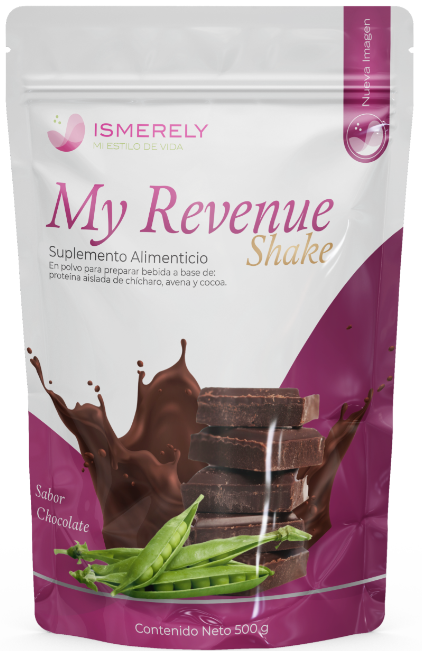 Nueva Imagen
ISMERELY
MI ESTILO DE VIDA
My Revenue
Shake
Suplemento Alimenticio
En polvo para preparar bebida a base de:
proteína aislada de chícharo, avena y cocoa.
Sabor
Chocolate
Contenido Neto 500 g